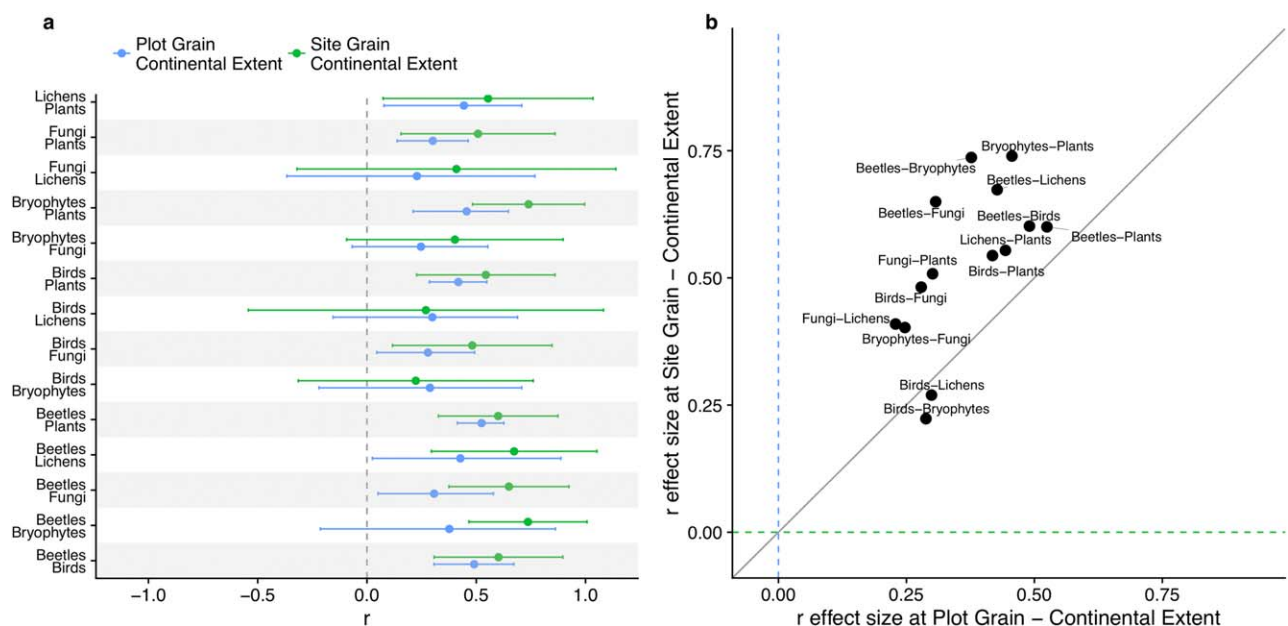 a
Plot Grain
Continental Extent
Site Grain
Continental Extent
Lichens
Plants
Fungi
Plants
Fungi
Lichens
Bryophytes
Plants
Bryophytes
Fungi
Birds
Plants
Birds
Lichens
Birds
Fungi
Birds
Bryophytes
Beetles
Plants
Beetles
Lichens
Beetles
Fungi
Beetles
Bryophytes
Beetles
Birds
−1.0 −0.5 0.0 0.5 1.0
r
b
r effect size at Site Grain − Continental Extent
0.75
0.50
0.25
0.00
Bryophytes−Plants
Beetles−Bryophytes
Beetles−Lichens
Beetles−Fungi
Beetles−Birds
Beetles−Plants
Lichens−Plants
Fungi−Plants
Birds−Plants
Birds−Fungi
Fungi−Lichens
Bryophytes−Fungi
Birds−Lichens
Birds−Bryophytes
0.00 0.25 0.50 0.75
r effect size at Plot Grain − Continental Extent